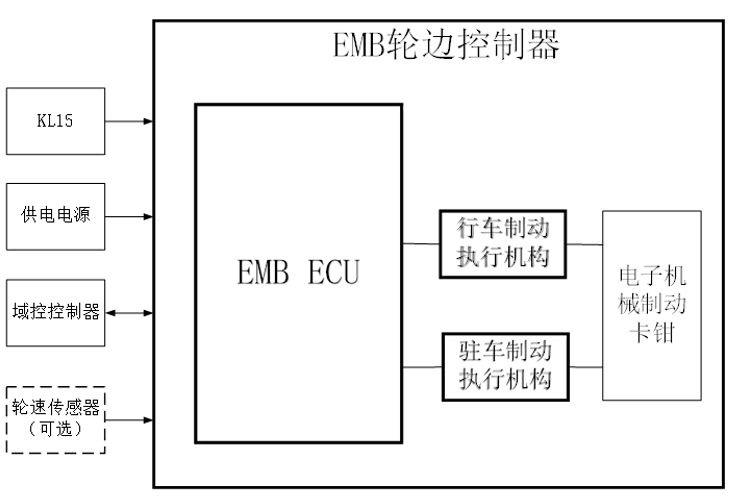 EMB轮边控制器
KL15
供电电源
域控控制器
轮速传感器
（可选）
EMB ECU
行车制动
执行机构
驻车制动
执行机构
电子机
械制动
卡钳